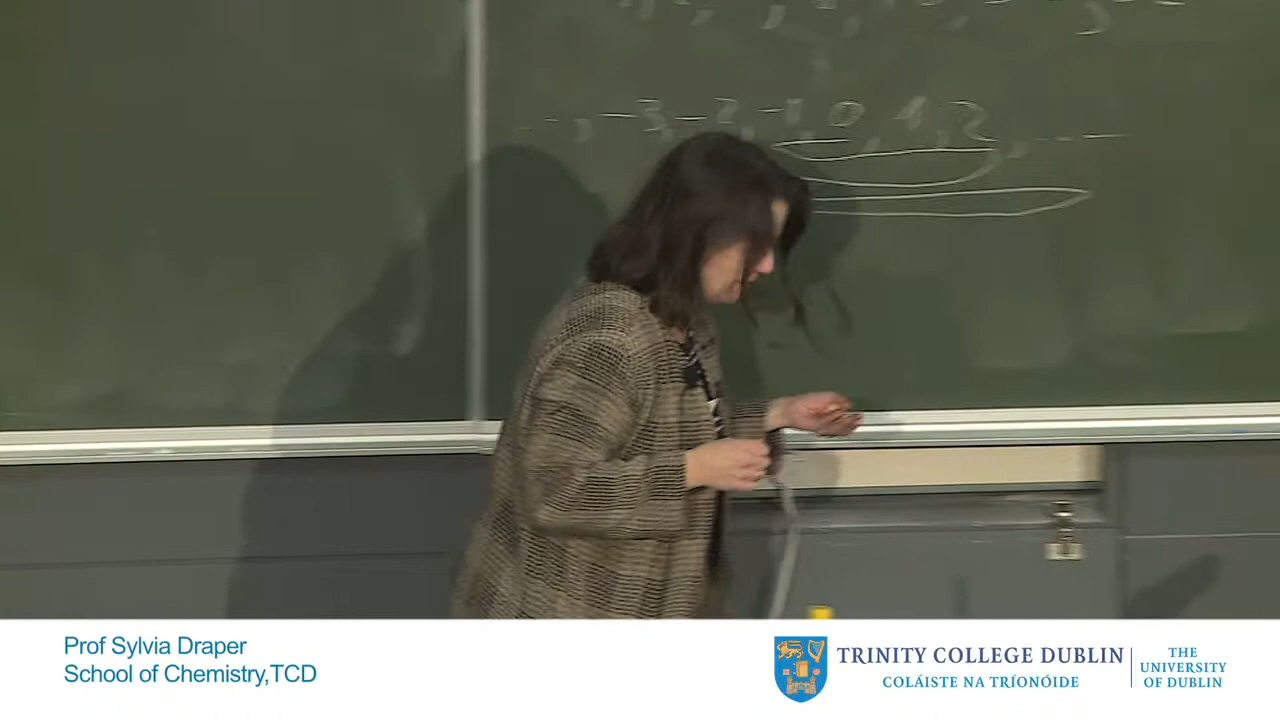 -3, -2, -1, 0, 1, 2
Prof Sylvia Draper
School of Chemistry,TCD
TRINITY COLLEGE DUBLIN
COLÁISTE NA TRÍONÓIDE
THE
UNIVERSITY
OF DUBLIN